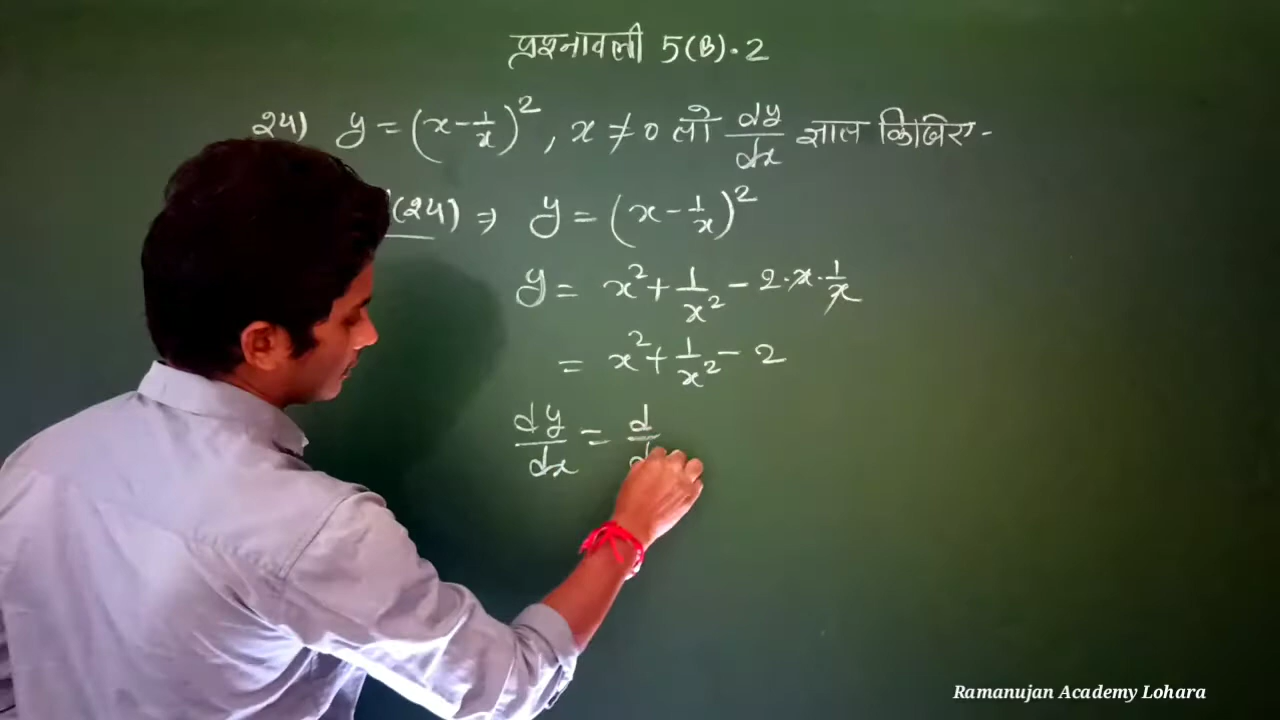 प्रश्नावली 5(B).2
24) y = (x - 1/x)², x ≠ 0 तो dy/dx ज्ञात किजिए -
(24) ⇒ y = (x - 1/x)²
y = x² + 1/x² - 2·x·1/x
= x² + 1/x² - 2
dy/dx = d/d
Ramanujan Academy Lohara